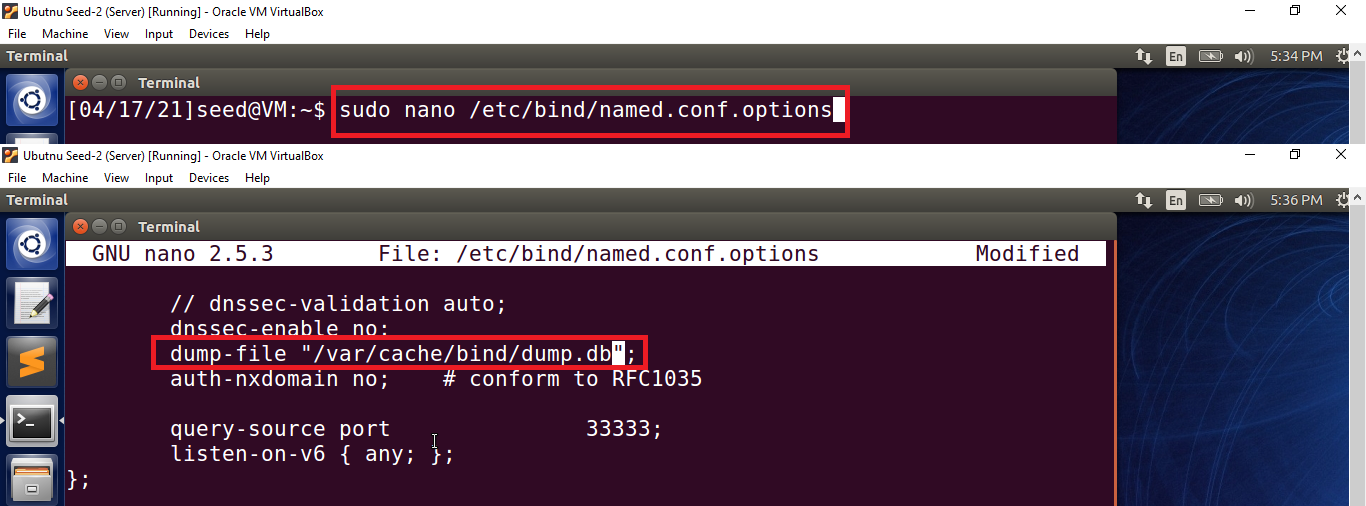 Ubutnu Seed-2 (Server) [Running] - Oracle VM VirtualBox
File Machine View Input Devices Help
Terminal En 5:34 PM
Terminal
[04/17/21]seed@VM:~$ sudo nano /etc/bind/named.conf.options
Ubutnu Seed-2 (Server) [Running] - Oracle VM VirtualBox
File Machine View Input Devices Help
Terminal En 5:36 PM
Terminal
GNU nano 2.5.3 File: /etc/bind/named.conf.options Modified
// dnssec-validation auto;
dnssec-enable no;
dump-file "/var/cache/bind/dump.db";
auth-nxdomain no; # conform to RFC1035
query-source port 33333;
listen-on-v6 { any; };
};